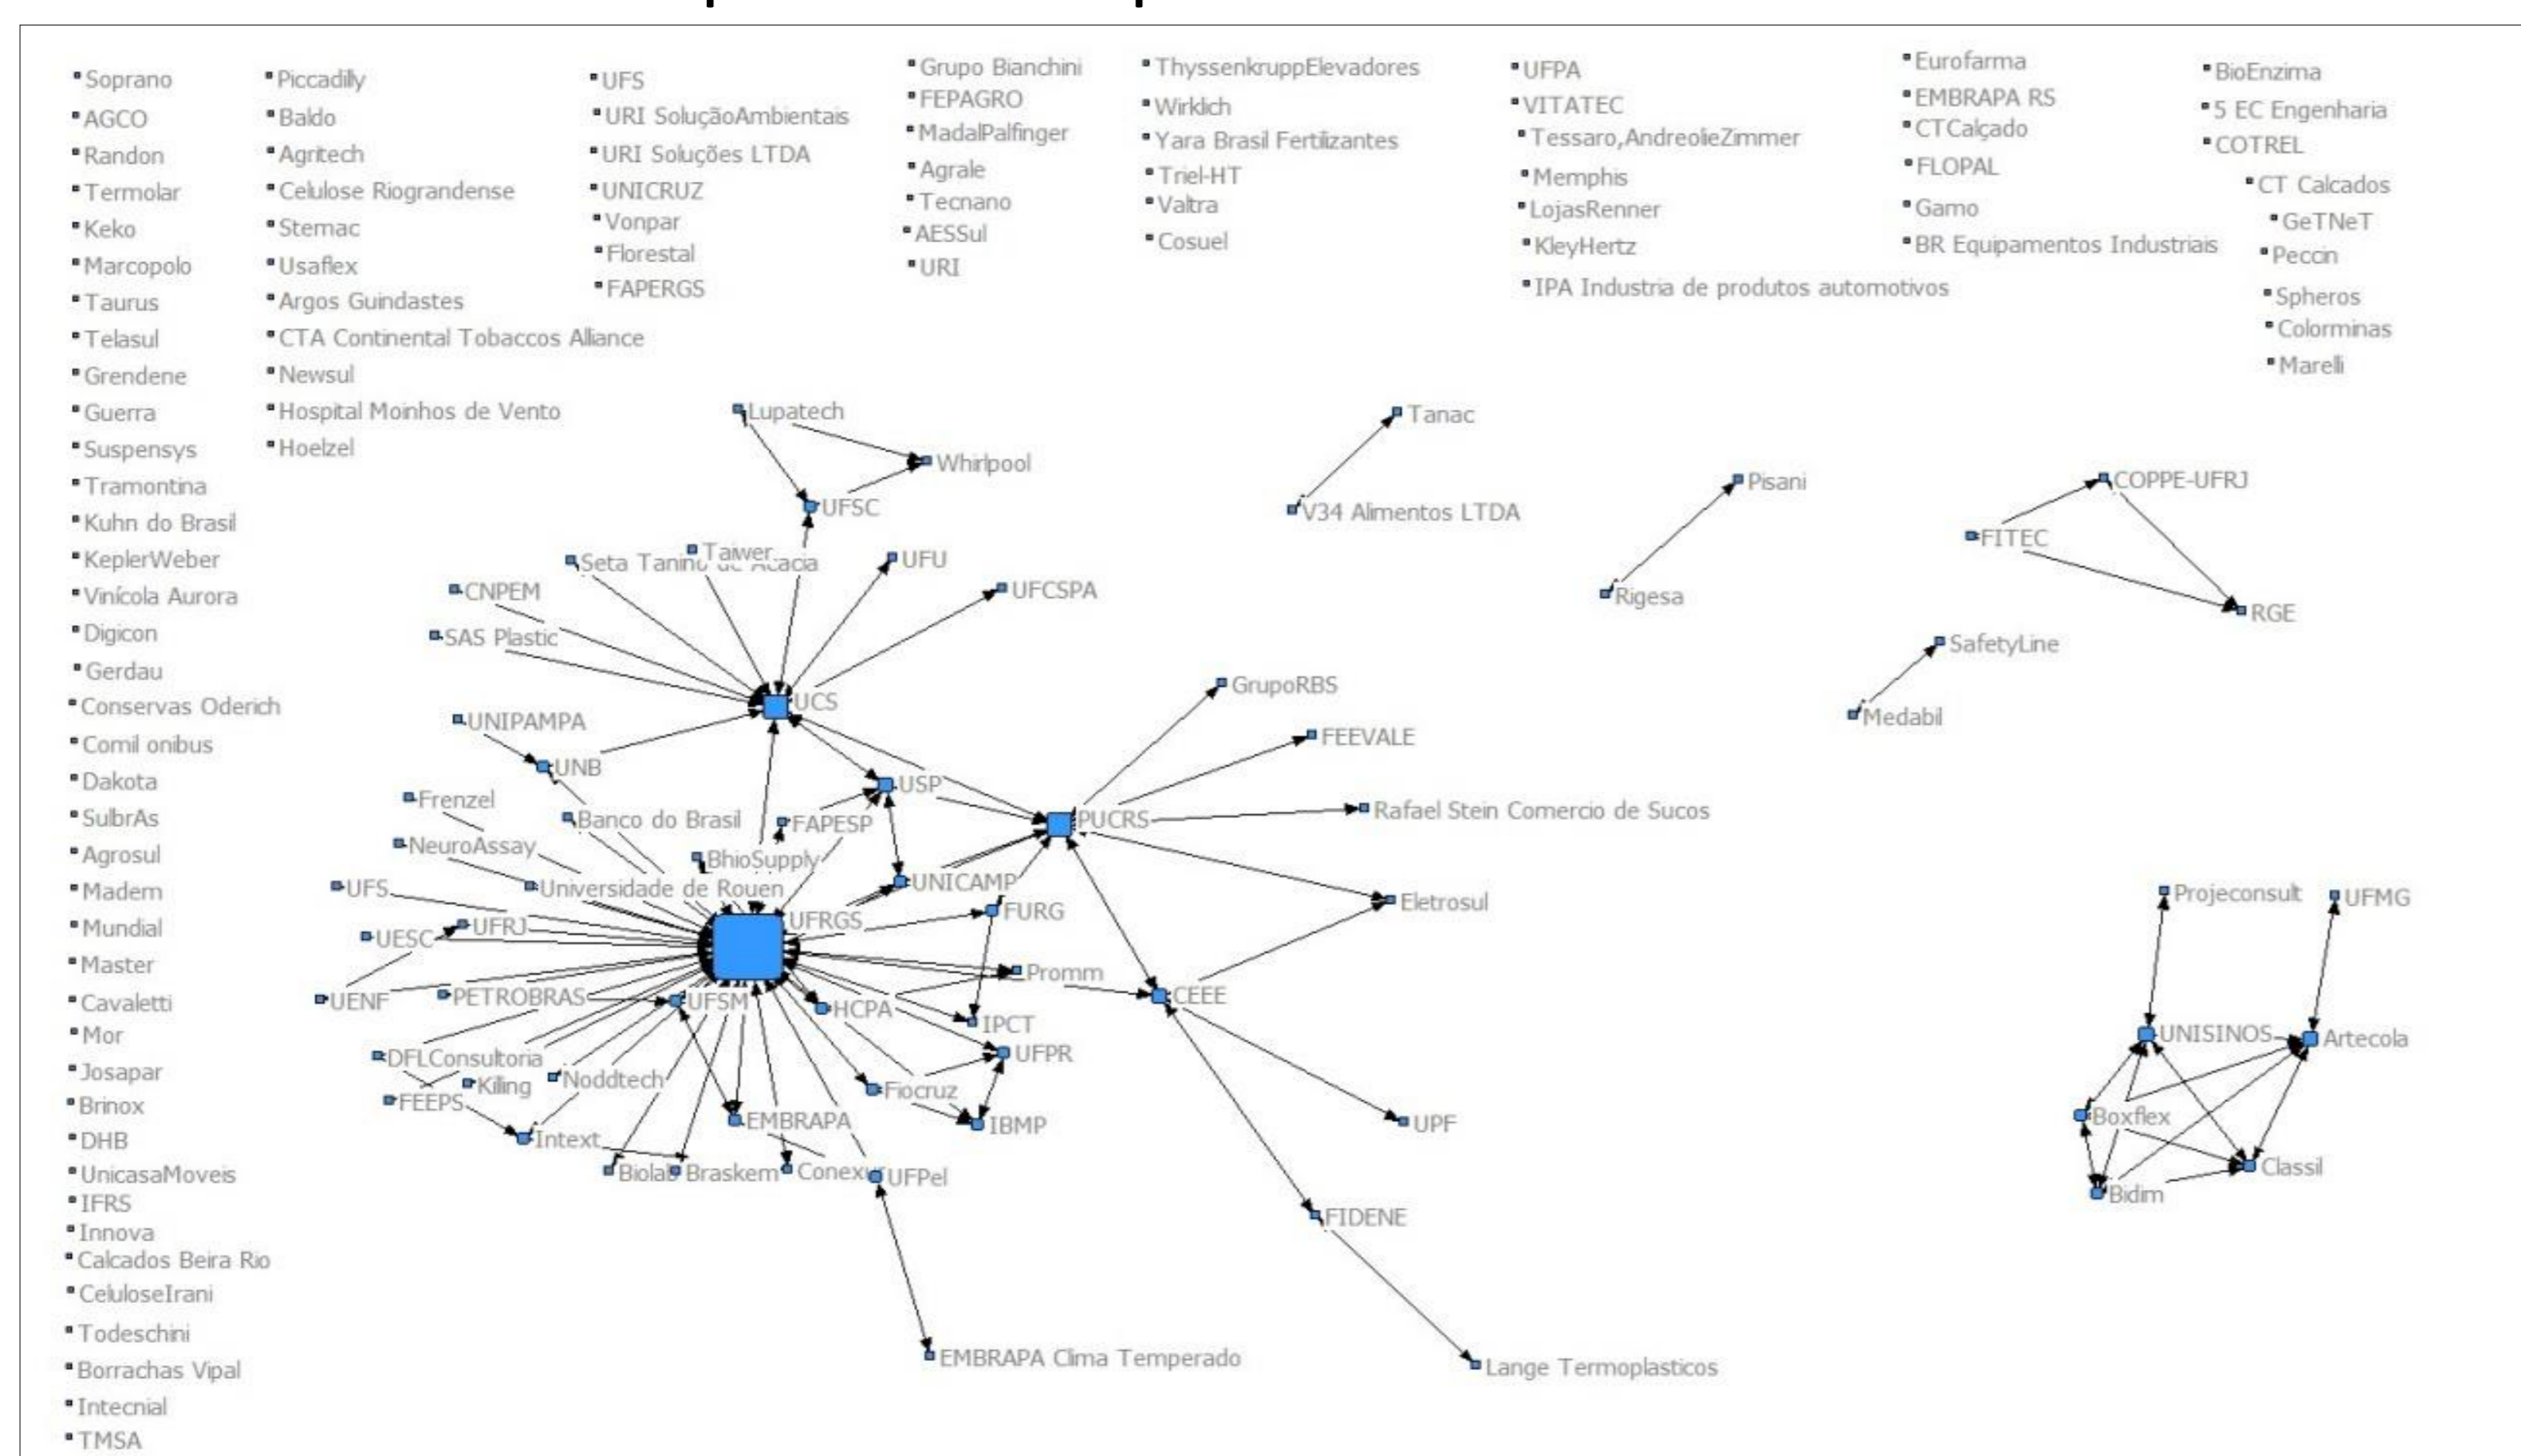 Soprano
AGCO
Randon
Termolar
Keko
Marcopolo
Taurus
Telasul
Grendene
Guerra
Suspensys
Tramontina
Kuhn do Brasil
KeplerWeber
Vinícola Aurora
Digicon
Gerdau
Conservas Oderich
Comil onibus
Dakota
SulbrAs
Agrosul
Madem
Mundial
Master
Cavaletti
Mor
Josapar
Brinox
DHB
UnicasaMoveis
IFRS
Innova
Calcados Beira Rio
CeluloseIrani
Todeschini
Borrachas Vipal
Intecnial
TMSA
Piccadilly
Baldo
Agritech
Celulose Riograndense
Stemac
Usaflex
Argos Guindastes
CTA Continental Tobaccos Alliance
Newsul
Hospital Moinhos de Vento
Hoelzel
UFS
URI SoluçãoAmbientais
URI Soluções LTDA
UNICRUZ
Vonpar
Florestal
FAPERGS
Grupo Bianchini
FEPAGRO
MadalPalfinger
Agrale
Tecnano
AESSul
URI
ThyssenkruppElevadores
Wirklich
Yara Brasil Fertilizantes
Triel-HT
Valtra
Cosuel
UFPA
VITATEC
Tessaro,AndreolieZimmer
Memphis
LojasRenner
KleyHertz
IPA Industria de produtos automotivos
Eurofarma
EMBRAPA RS
CTCalçado
FLOPAL
Gamo
BR Equipamentos Industriais
BioEnzima
5 EC Engenharia
COTREL
CT Calcados
GeTNeT
Peccin
Spheros
Colorminas
Marelli
Lupatech
Whirlpool
UFSC
Taiwer
Seta Tanino de Acacia
UFU
CNPEM
UFCSPA
SAS Plastic
UCS
UNIPAMPA
UNB
USP
Frenzel
Banco do Brasil
FAPESP
NeuroAssay
BhioSupply
UFS
Universidade de Rouen
UNICAMP
UFRGS
FURG
UFRJ
UESC
Promm
UENF
PETROBRAS
UFSM
HCPA
IPCT
DFLConsultoria
UFPR
Killing
Noddtech
Fiocruz
FEEPS
EMBRAPA
IBMP
Intext
Biolab
Braskem
Conexu
UFPel
EMBRAPA Clima Temperado
GrupoRBS
FEEVALE
PUCRS
Rafael Stein Comercio de Sucos
Eletrosul
CEEE
UPF
FIDENE
Lange Termoplasticos
Tanac
V34 Alimentos LTDA
Pisani
Rigesa
COPPE-UFRJ
FITEC
RGE
SafetyLine
Medabil
Projeconsult
UFMG
UNISINOS
Artecola
Boxflex
Classil
Bidim